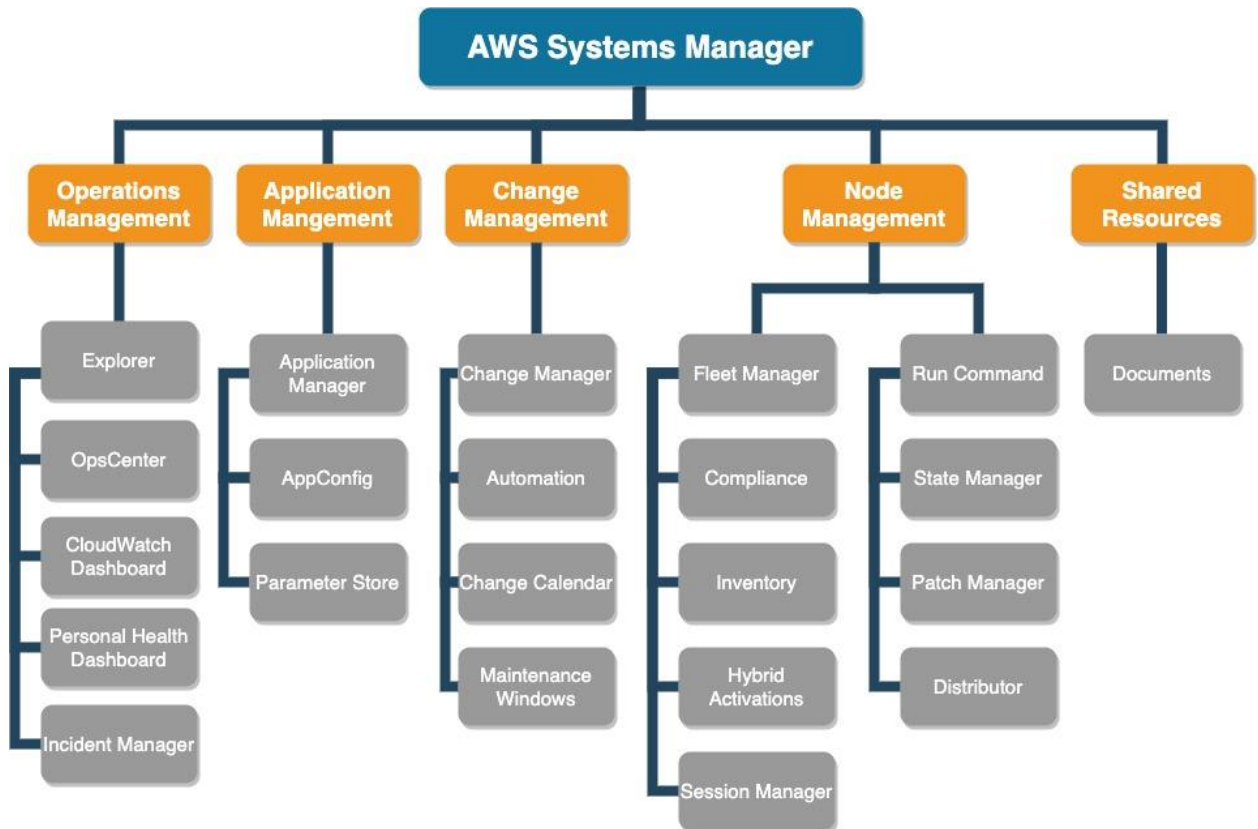 AWS Systems Manager
Operations
Management
Application
Mangement
Change
Management
Node
Management
Shared
Resources
Explorer
OpsCenter
CloudWatch
Dashboard
Personal Health
Dashboard
Incident Manager
Application
Manager
AppConfig
Parameter Store
Change Manager
Automation
Change Calendar
Maintenance
Windows
Fleet Manager
Compliance
Inventory
Hybrid
Activations
Session Manager
Run Command
State Manager
Patch Manager
Distributor
Documents